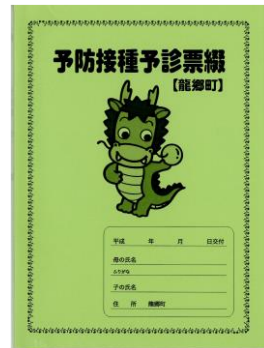 予防接種予診票綴
【龍郷町】
平成　年　月　日交付
母の氏名
ふりがな
子の氏名
住　所　龍郷町